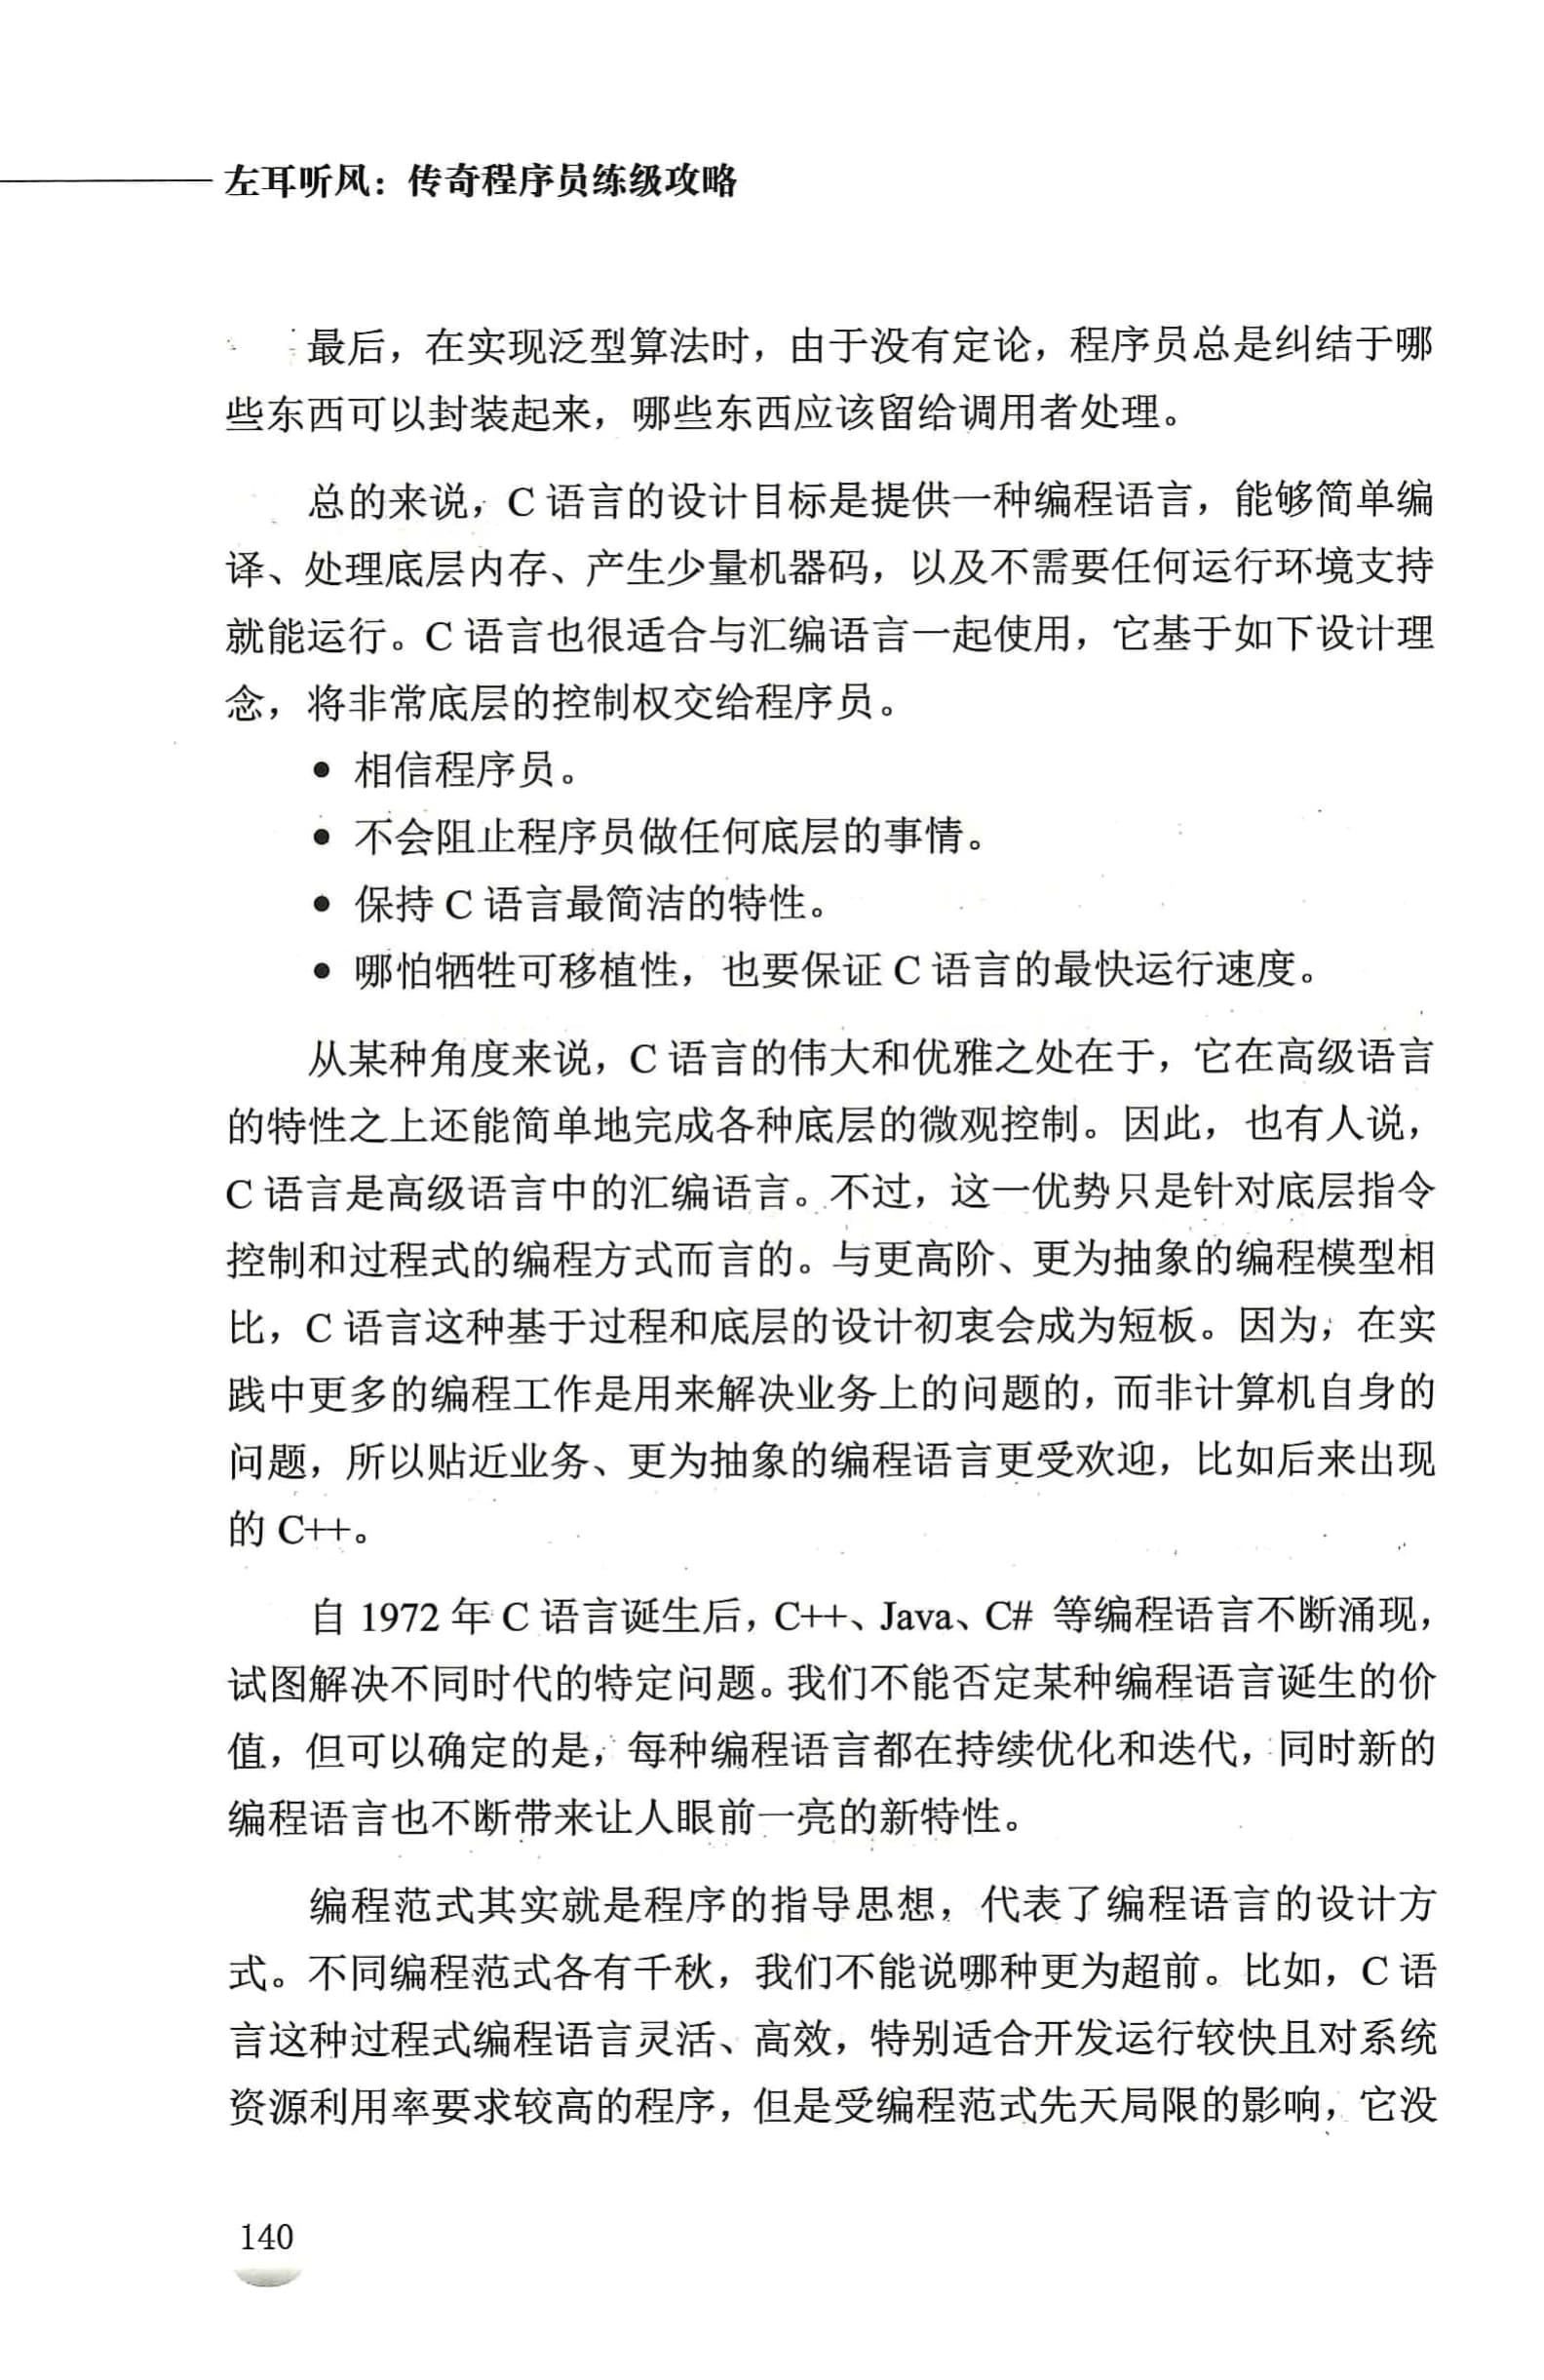 左耳听风：传奇程序员练级攻略
最后，在实现泛型算法时，由于没有定论，程序员总是纠结于哪
些东西可以封装起来，哪些东西应该留给调用者处理。
总的来说，C 语言的设计目标是提供一种编程语言，能够简单编
译、处理底层内存、产生少量机器码，以及不需要任何运行环境支持
就能运行。C 语言也很适合与汇编语言一起使用，它基于如下设计理
念，将非常底层的控制权交给程序员。
● 相信程序员。
● 不会阻止程序员做任何底层的事情。
● 保持 C 语言最简洁的特性。
● 哪怕牺牲可移植性，也要保证 C 语言的最快运行速度。
从某种角度来说，C 语言的伟大和优雅之处在于，它在高级语言
的特性之上还能简单地完成各种底层的微观控制。因此，也有人说，
C 语言是高级语言中的汇编语言。不过，这一优势只是针对底层指令
控制和过程式的编程方式而言的。与更高阶、更为抽象的编程模型相
比，C 语言这种基于过程和底层的设计初衷会成为短板。因为，在实
践中更多的编程工作是用来解决业务上的问题的，而非计算机自身的
问题，所以贴近业务、更为抽象的编程语言更受欢迎，比如后来出现
的 C++。
自 1972 年 C 语言诞生后，C++、Java、C# 等编程语言不断涌现，
试图解决不同时代的特定问题。我们不能否定某种编程语言诞生的价
值，但可以确定的是，每种编程语言都在持续优化和迭代，同时新的
编程语言也不断带来让人眼前一亮的新特性。
编程范式其实就是程序的指导思想，代表了编程语言的设计方
式。不同编程范式各有千秋，我们不能说哪种更为超前。比如，C 语
言这种过程式编程语言灵活、高效，特别适合开发运行较快且对系统
资源利用率要求较高的程序，但是受编程范式先天局限的影响，它没
140